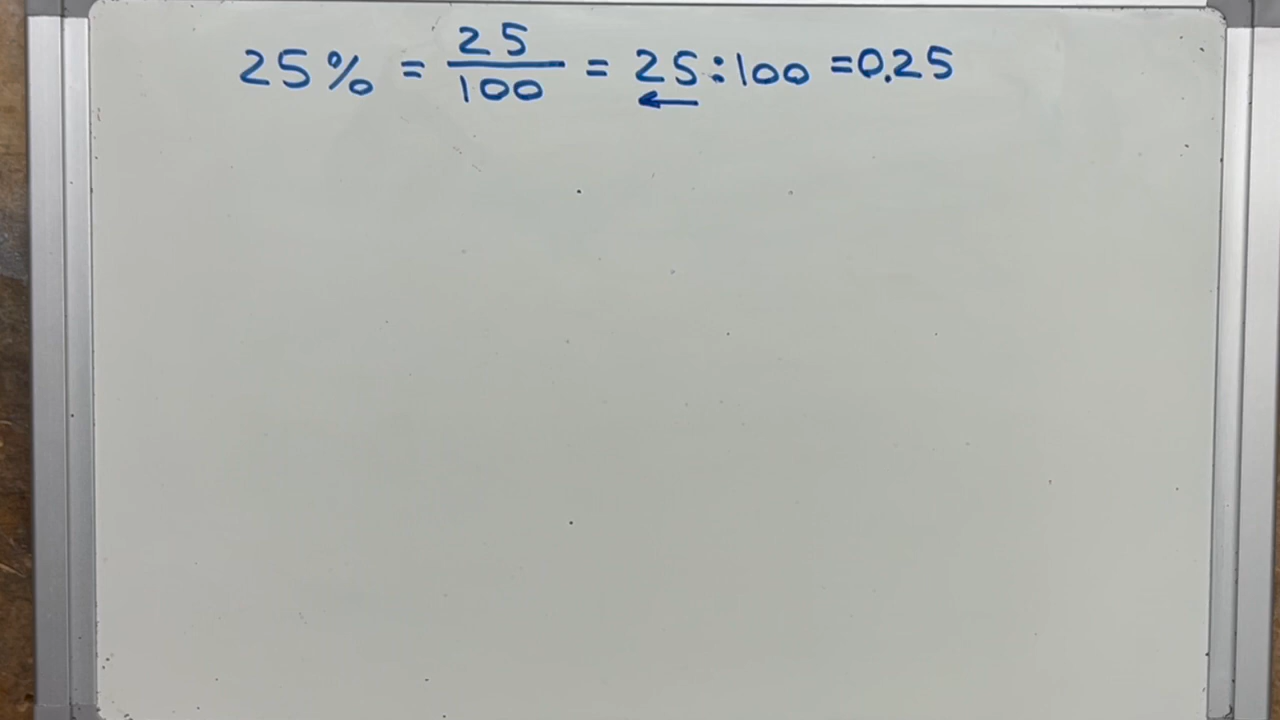 25% = 25/100 = 25:100 =0.25